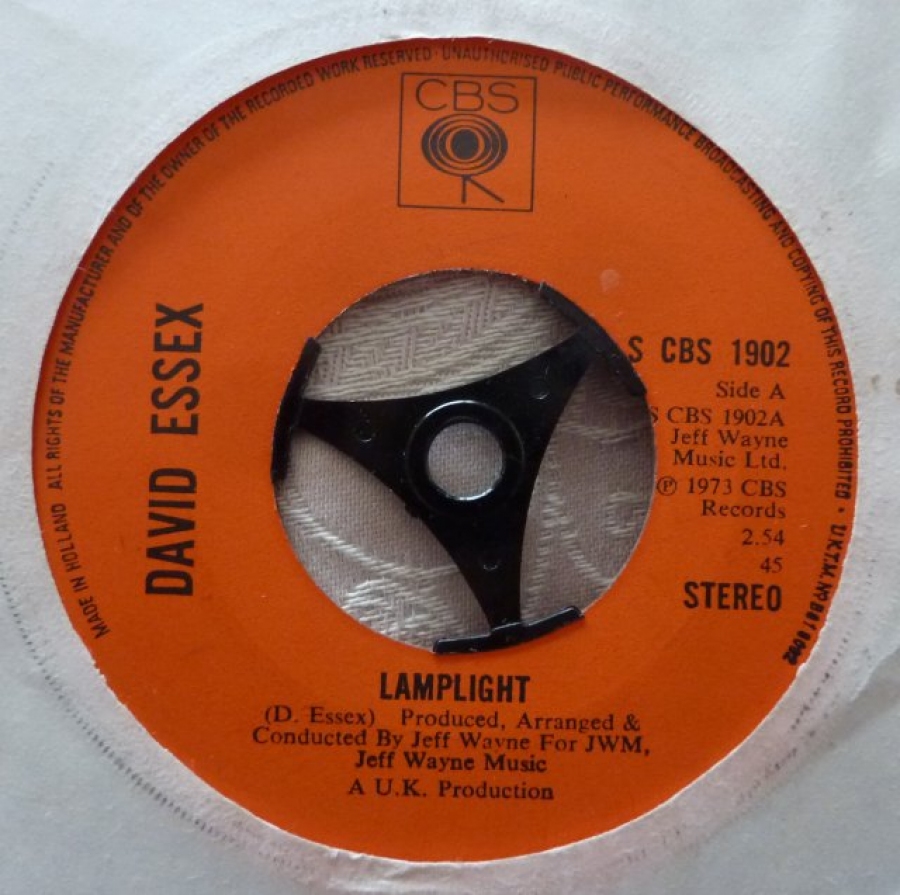 MADE IN HOLLAND ALL RIGHTS OF THE MANUFACTURER AND OF THE OWNER OF THE RECORDED WORK RESERVED · UNAUTHORISED PUBLIC PERFORMANCE BROADCASTING AND COPYING OF THIS RECORD PROHIBITED · U.K.T.M. Nº
CBS
DAVID ESSEX
S CBS 1902
Side A
S CBS 1902A
Jeff Wayne
Music Ltd.
℗ 1973 CBS
Records
2.54
45
STEREO
LAMPLIGHT
(D. Essex) Produced, Arranged &
Conducted By Jeff Wayne For JWM,
Jeff Wayne Music
A U.K. Production